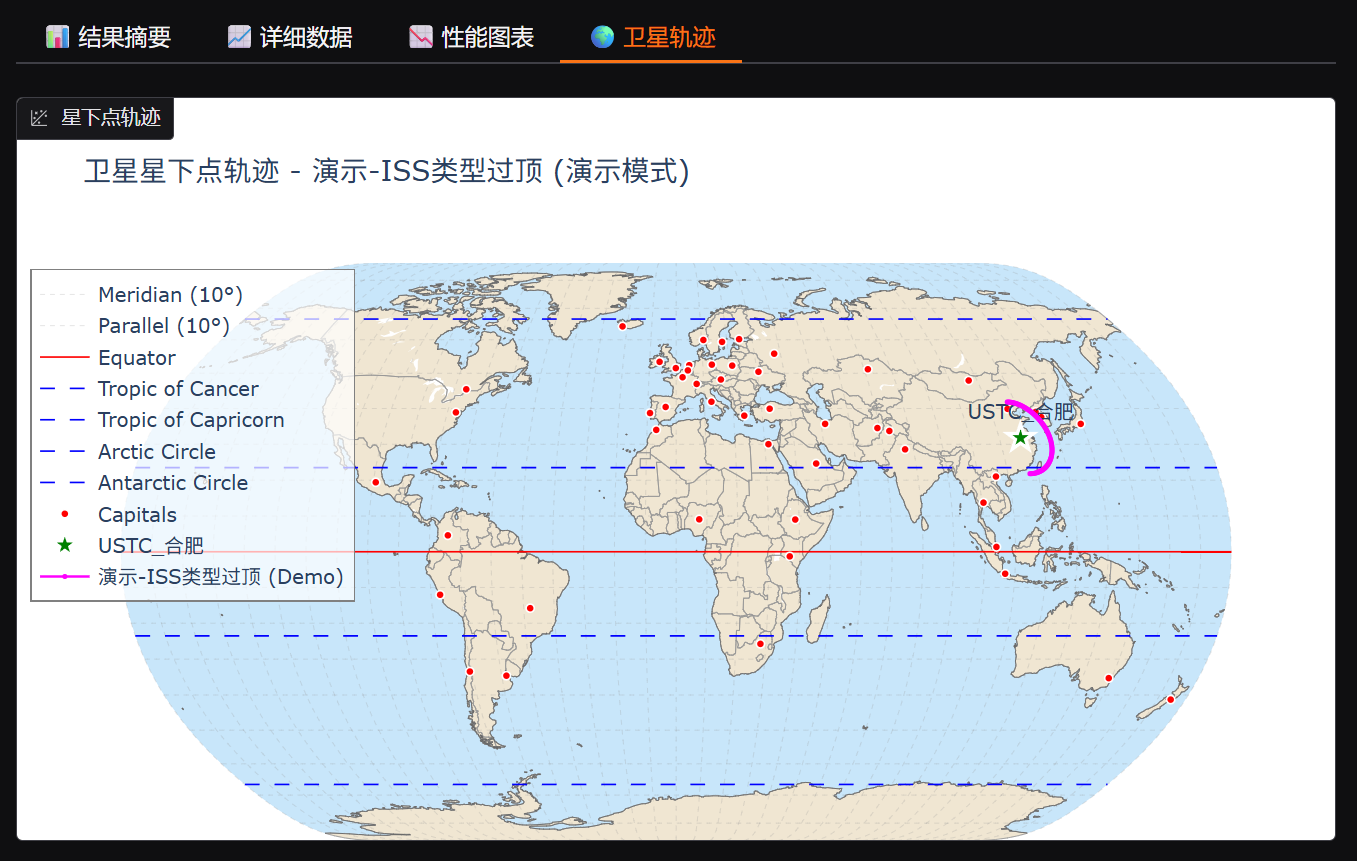 结果摘要
详细数据
性能图表
卫星轨迹
星下点轨迹
卫星星下点轨迹 - 演示-ISS类型过顶 (演示模式)
Meridian (10°)
Parallel (10°)
Equator
Tropic of Cancer
Tropic of Capricorn
Arctic Circle
Antarctic Circle
Capitals
USTC_合肥
演示-ISS类型过顶 (Demo)
USTC_合肥